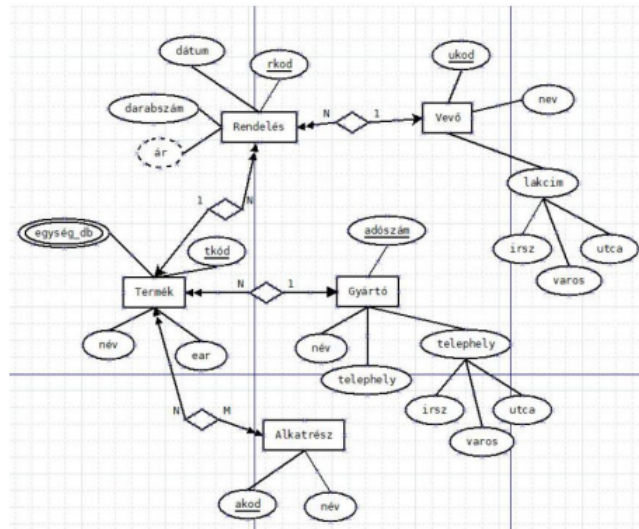 dátum
rkod
ukod
darabszám
Rendelés
N
1
Vevő
nev
ár
lakcim
1
N
egység_db
adószám
irsz
utca
tkód
varos
Termék
N
1
Gyártó
név
ear
név
telephely
telephely
irsz
utca
varos
N
M
Alkatrész
akod
név